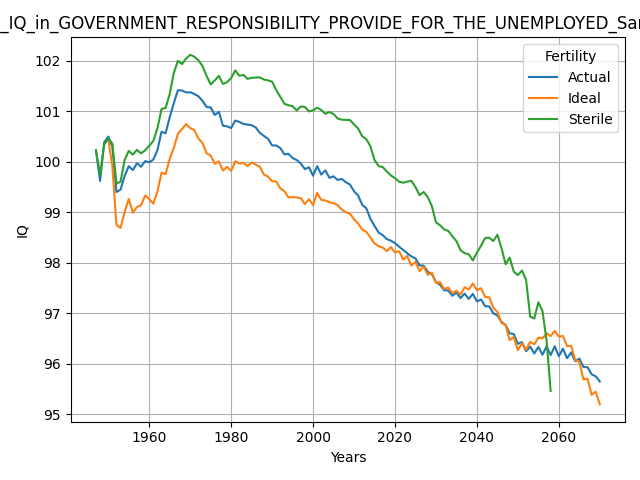 _IQ_in_GOVERNMENT_RESPONSIBILITY_PROVIDE_FOR_THE_UNEMPLOYED_Sa
Fertility
Actual
Ideal
Sterile
102
101
100
99
98
97
96
95
IQ
1960
1980
2000
2020
2040
2060
Years